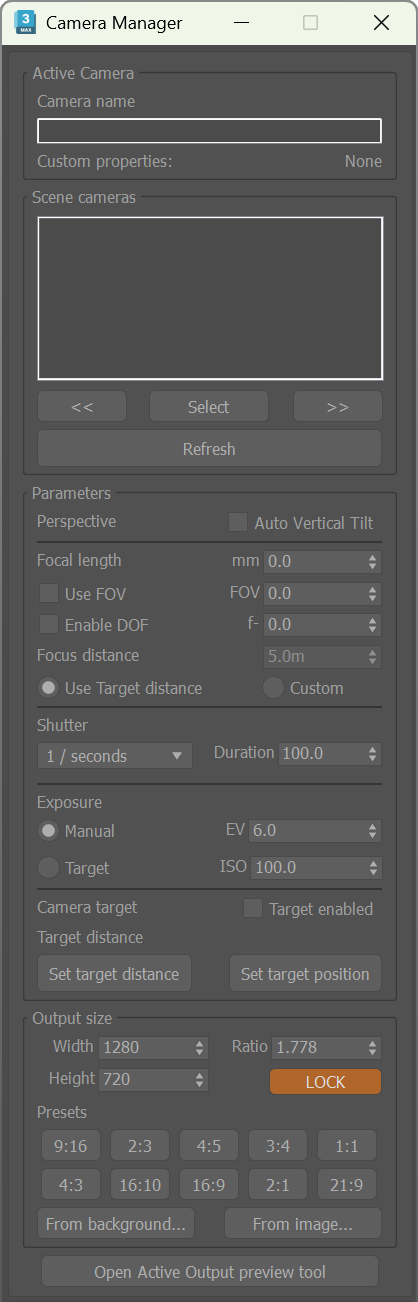 3 MAX Camera Manager
Active Camera
Camera name
Custom properties: None
Scene cameras
<< Select >>
Refresh
Parameters
Perspective Auto Vertical Tilt
Focal length mm 0.0
Use FOV FOV 0.0
Enable DOF f- 0.0
Focus distance 5.0m
Use Target distance Custom
Shutter
1 / seconds Duration 100.0
Exposure
Manual EV 6.0
Target ISO 100.0
Camera target Target enabled
Target distance
Set target distance Set target position
Output size
Width 1280 Ratio 1.778
Height 720 LOCK
Presets
9:16 2:3 4:5 3:4 1:1
4:3 16:10 16:9 2:1 21:9
From background... From image...
Open Active Output preview tool